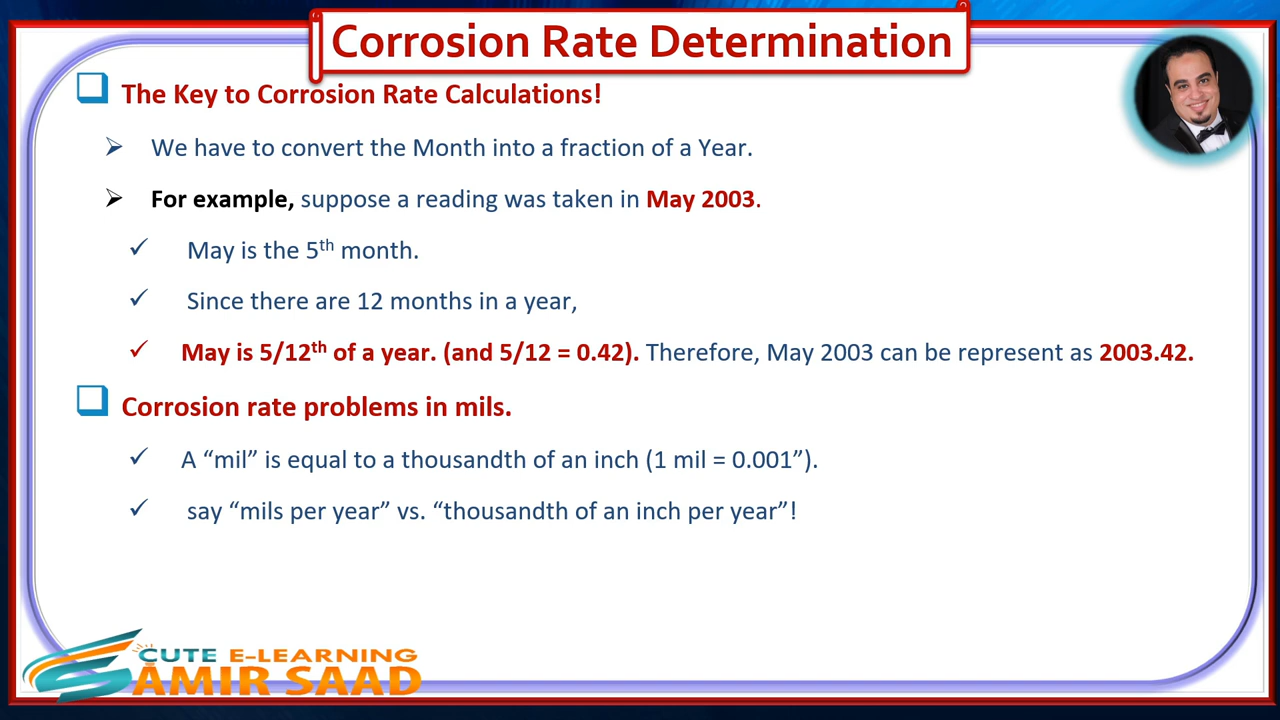 Corrosion Rate Determination
The Key to Corrosion Rate Calculations!
We have to convert the Month into a fraction of a Year.
For example, suppose a reading was taken in May 2003.
May is the 5th month.
Since there are 12 months in a year,
May is 5/12th of a year. (and 5/12 = 0.42). Therefore, May 2003 can be represent as 2003.42.
Corrosion rate problems in mils.
A “mil” is equal to a thousandth of an inch (1 mil = 0.001”).
say “mils per year” vs. “thousandth of an inch per year”!
CUTE E-LEARNING
AMIR SAAD